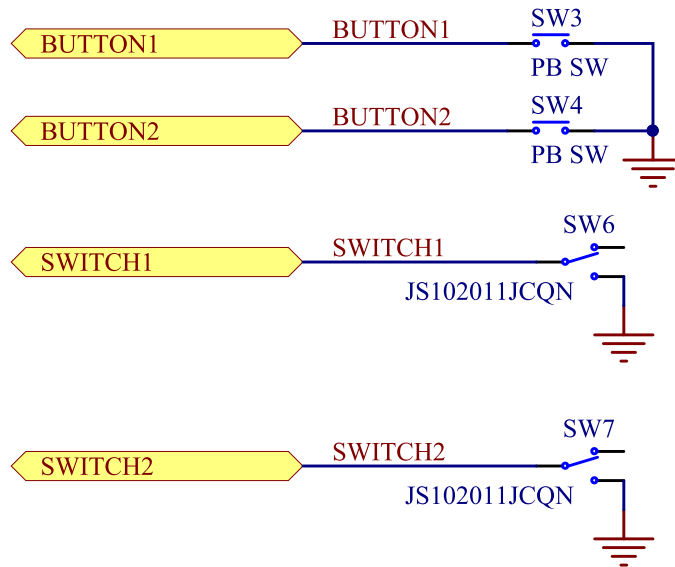 SW3
BUTTON1 BUTTON1
PB SW
SW4
BUTTON2 BUTTON2
PB SW
SW6
SWITCH1 SWITCH1
JS102011JCQN
SW7
SWITCH2 SWITCH2
JS102011JCQN